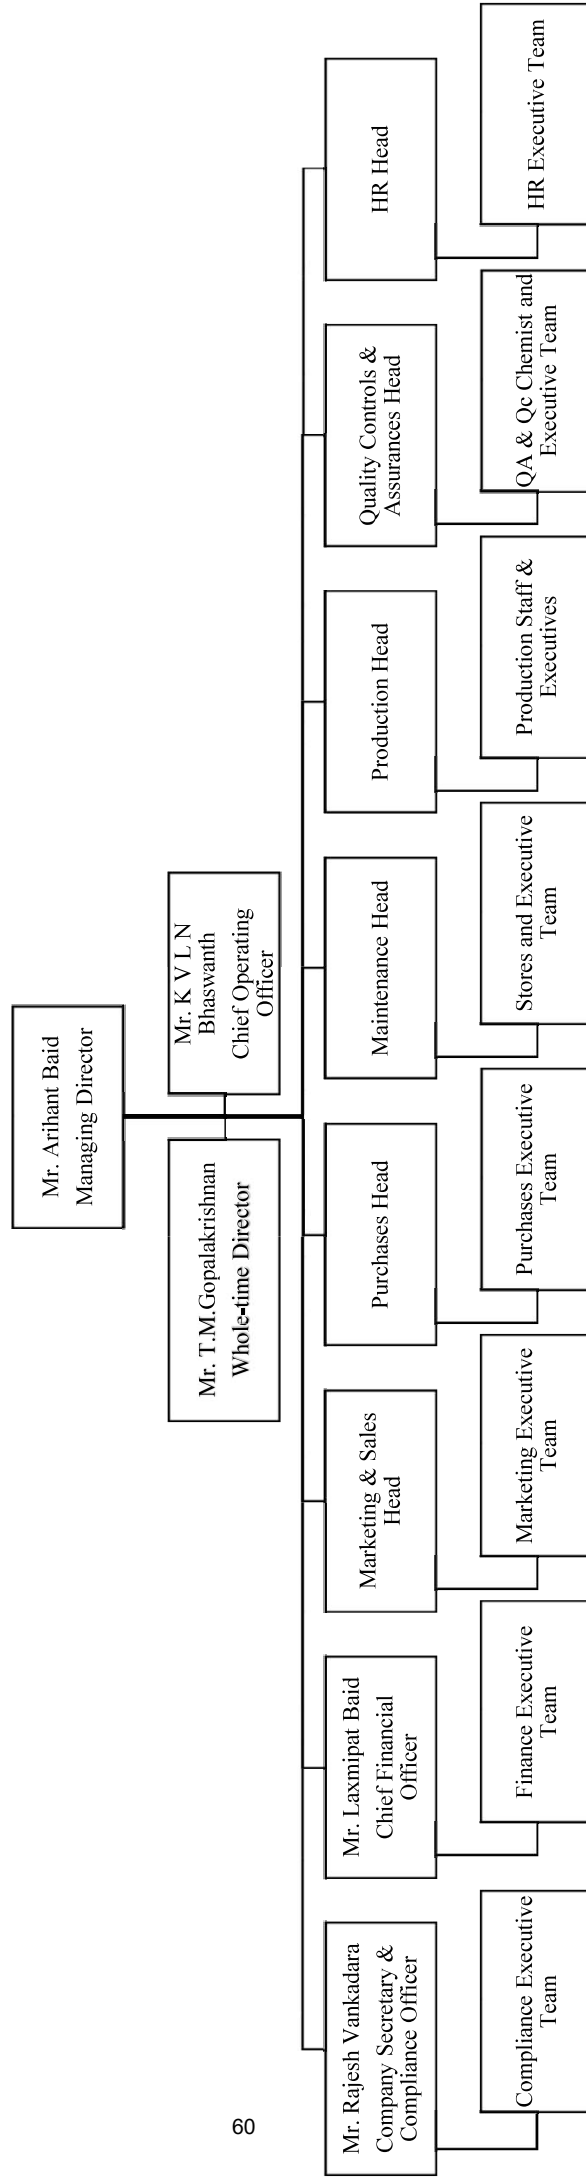 Mr. Arihant Baid
Managing Director
Mr. T.M.Gopalakrishnan
Whole-time Director
Mr. K V L N
Bhaswanth
Chief Operating
Officer
Mr. Rajesh Vankadara
Company Secretary &
Compliance Officer
Mr. Laxmipat Baid
Chief Financial
Officer
Marketing & Sales
Head
Purchases Head
Maintenance Head
Production Head
Quality Controls &
Assurances Head
HR Head
Compliance Executive
Team
Finance Executive
Team
Marketing Executive
Team
Purchases Executive
Team
Stores and Executive
Team
Production Staff &
Executives
QA & Qc Chemist and
Executive Team
HR Executive Team
60